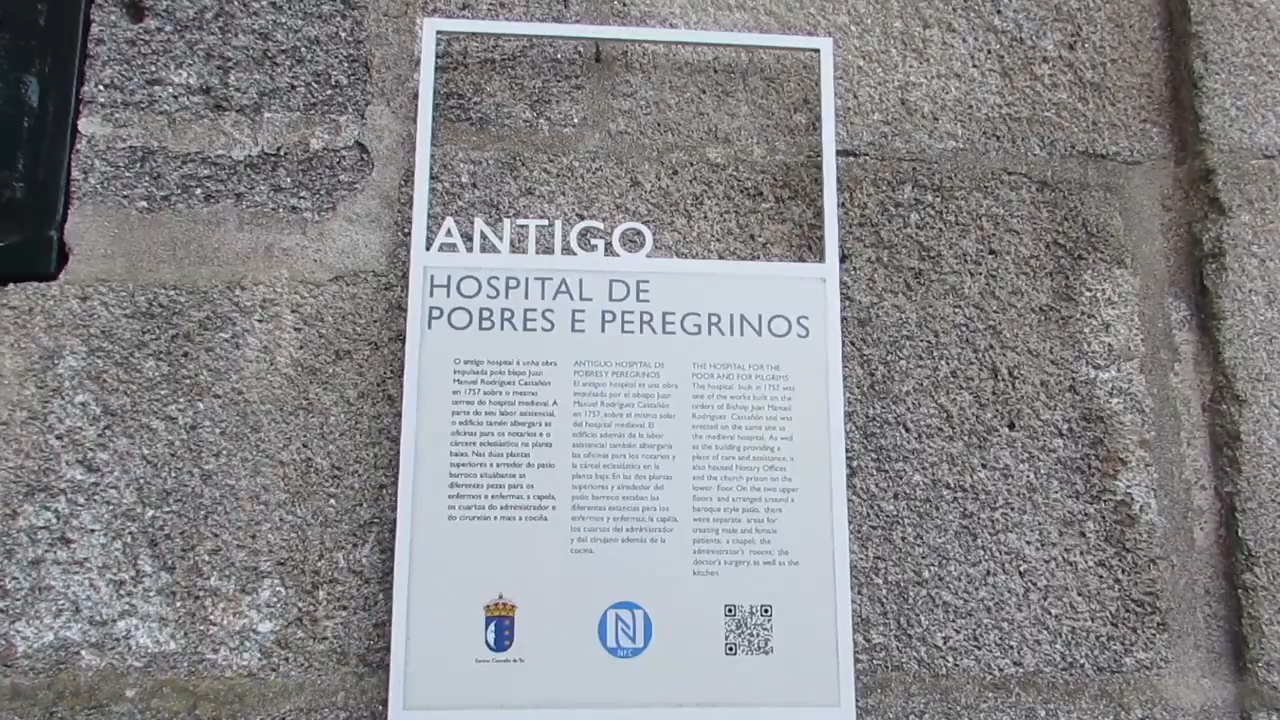 ANTIGO
HOSPITAL DE
POBRES E PEREGRINOS
O antigo hospital é unha obra
impulsada polo bispo Juan
Manuel Rodríguez Castañón
en 1757 sobre o mesmo
terreo do hospital medieval. Á
parte do seu labor asistencial,
o edificio tamén albergará as
oficinas para os notarios e o
cárcere eclesiástico na planta
baixa. Nas dúas plantas
superiores e arredor do patio
barroco situábanse as
diferentes pezas para os
enfermos e enfermas, a capela,
os cuartos do administrador e
do cirurxián e mais a cociña.
ANTIGUO HOSPITAL DE
POBRES Y PEREGRINOS
El antiguo hospital es una obra
impulsada por el obispo Juan
Manuel Rodríguez Castañón
en 1757, sobre el mismo solar
del hospital medieval. El
edificio además de la labor
asistencial también albergaría
las oficinas para los notarios y
la cárcel eclesiástica en la
planta baja. En las dos plantas
superiores y alrededor del
patio barroco estaban las
diferentes estancias para los
enfermos y enfermas, la capilla,
los cuartos del administrador
y del cirujano además de la
cocina.
THE HOSPITAL FOR THE
POOR AND FOR PILGRIMS
The hospital, built in 1757 was
one of the works built on the
orders of Bishop Juan Manuel
Rodríguez Castañón and was
erected on the same site as
the medieval hospital. As well
as the building providing a
place of care and assistance, it
also housed Notary Offices
and the church prison on the
lower floor. On the two upper
floors and arranged around a
baroque style patio, there
were separate areas for
treating male and female
patients; a chapel; the
administrator's rooms; the
doctor's surgery, as well as the
kitchen.
Concello de Tui
N
NFC